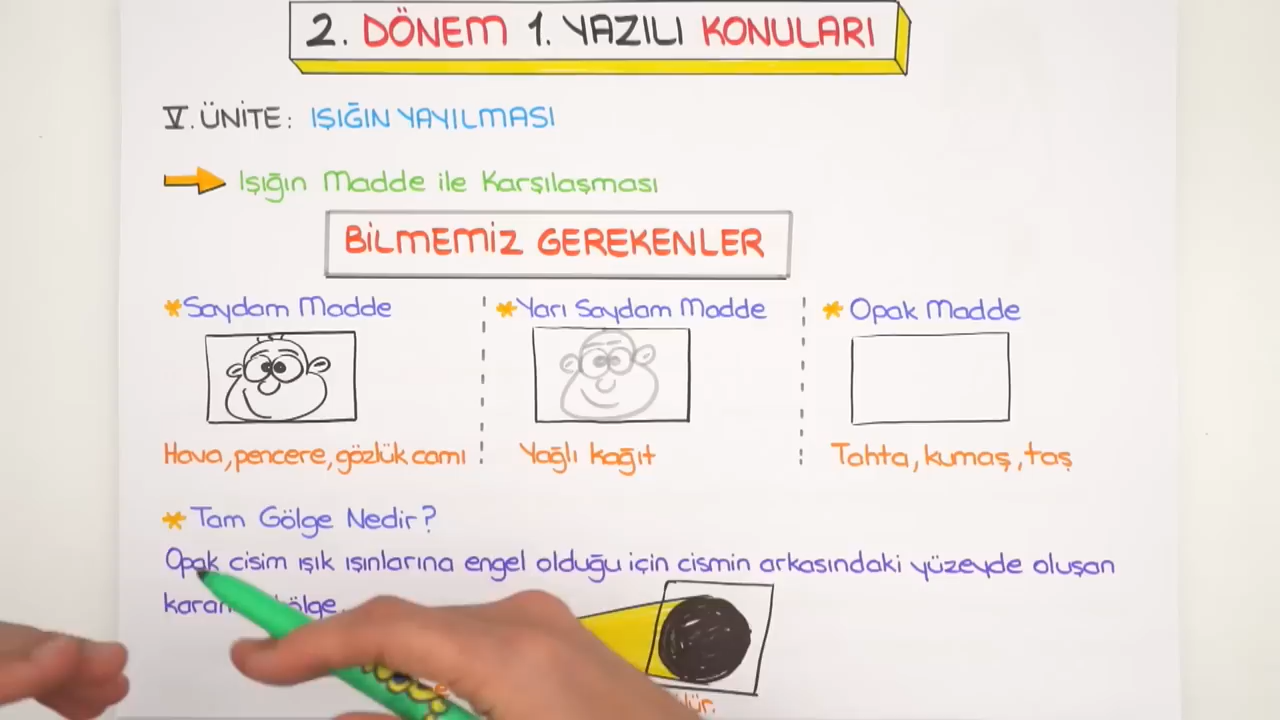 2. DÖNEM 1. YAZILI KONULARI
V. ÜNİTE: IŞIĞIN YAYILMASI
Işığın Madde ile Karşılaşması
BİLMEMİZ GEREKENLER
*Saydam Madde
*Yarı Saydam Madde
* Opak Madde
Hava, pencere, gözlük camı
Yağlı kağıt
Tahta, kumaş, taş
* Tam Gölge Nedir?
Opak cisim ışık ışınlarına engel olduğu için cismin arkasındaki yüzeyde oluşan